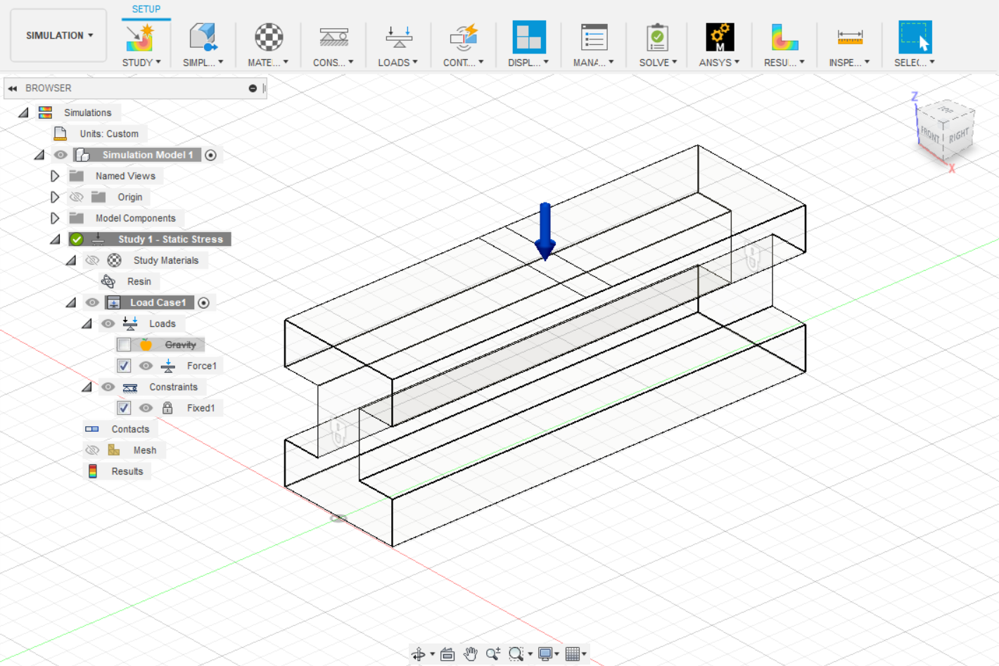 SETUP
SIMULATION
STUDY SIMPL... MATE... CONS... LOADS CONT... DISPL... MANA... SOLVE ANSYS RESU... INSPE... SELE(...
BROWSER
Simulations
Units: Custom
Simulation Model 1
Named Views
Origin
Model Components
Study 1 - Static Stress
Study Materials
Resin
Load Case1
Loads
Gravity
Force1
Constraints
Fixed1
Contacts
Mesh
Results
M
Z
TOP
FRONT RIGHT
X